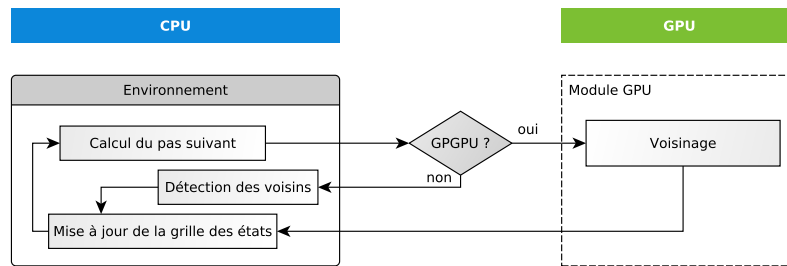 CPU
GPU
Environnement
Module GPU
Calcul du pas suivant
GPGPU ?
oui
Voisinage
non
Détection des voisins
Mise à jour de la grille des états